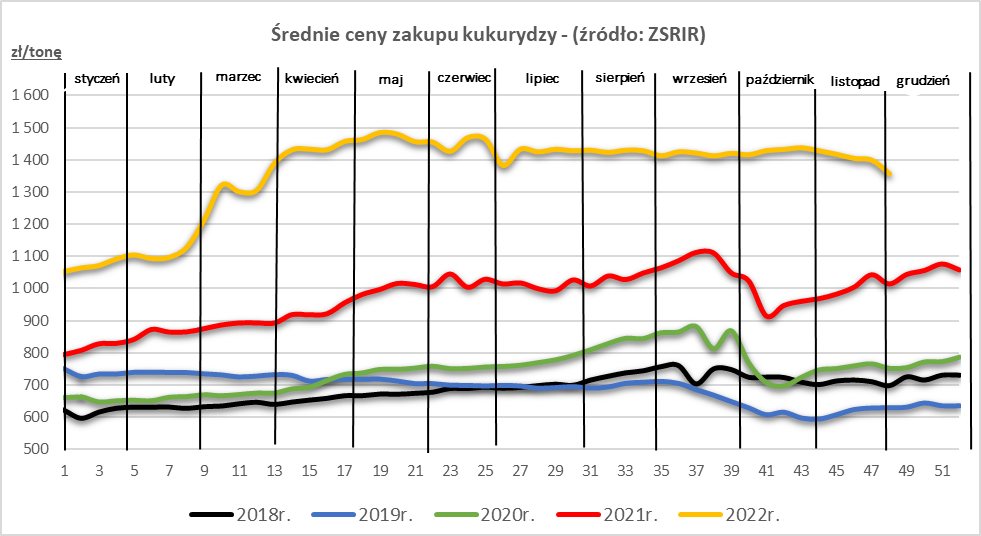 Średnie ceny zakupu kukurydzy - (źródło: ZSRIR)
zł/tonę
styczeń luty marzec kwiecień maj czerwiec lipiec sierpień wrzesień październik listopad grudzień
1 600
1 500
1 400
1 300
1 200
1 100
1 000
900
800
700
600
500
1 3 5 7 9 11 13 15 17 19 21 23 25 27 29 31 33 35 37 39 41 43 45 47 49 51
2018r. 2019r. 2020r. 2021r. 2022r.